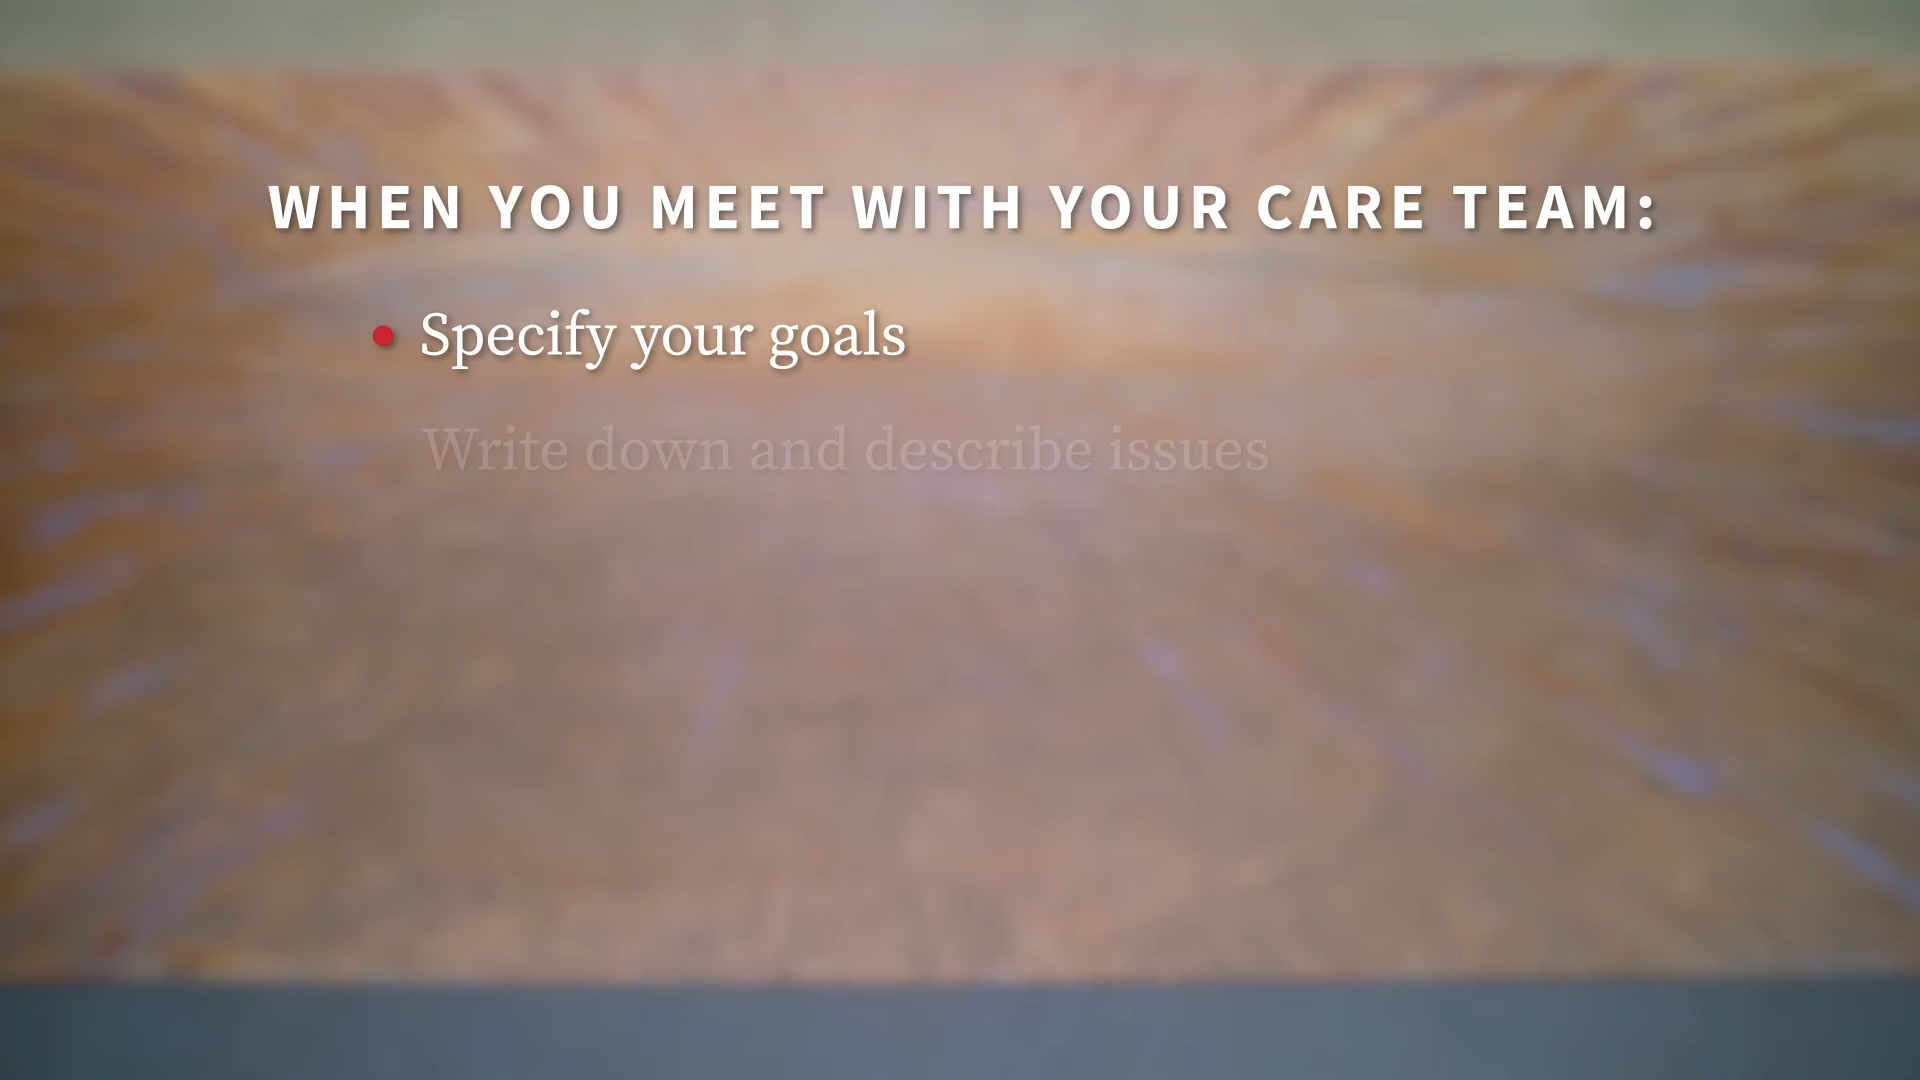 WHEN YOU MEET WITH YOUR CARE TEAM:
• Specify your goals
Write down and describe issues